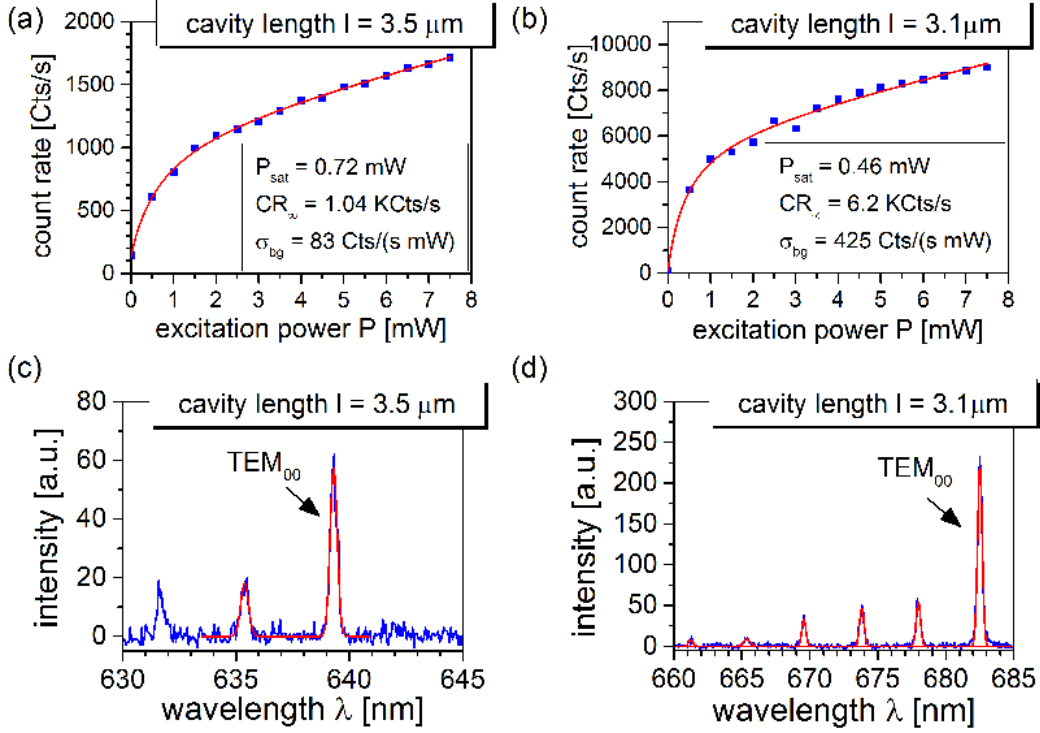 (a)
cavity length l = 3.5 μm
2000
1500
1000
500
0
count rate [Cts/s]
P_sat = 0.72 mW
CR_∞ = 1.04 KCts/s
σ_bg = 83 Cts/(s mW)
0 1 2 3 4 5 6 7 8
excitation power P [mW]
(b)
cavity length l = 3.1μm
10000
8000
6000
4000
2000
0
count rate [Cts/s]
P_sat = 0.46 mW
CR = 6.2 KCts/s
σ_bg = 425 Cts/(s mW)
0 1 2 3 4 5 6 7 8
excitation power P [mW]
(c)
cavity length l = 3.5 μm
80
60
40
20
0
intensity [a.u.]
TEM₀₀
630 635 640 645
wavelength λ [nm]
(d)
cavity length l = 3.1μm
300
250
200
150
100
50
0
intensity [a.u.]
TEM₀₀
660 665 670 675 680 685
wavelength λ [nm]